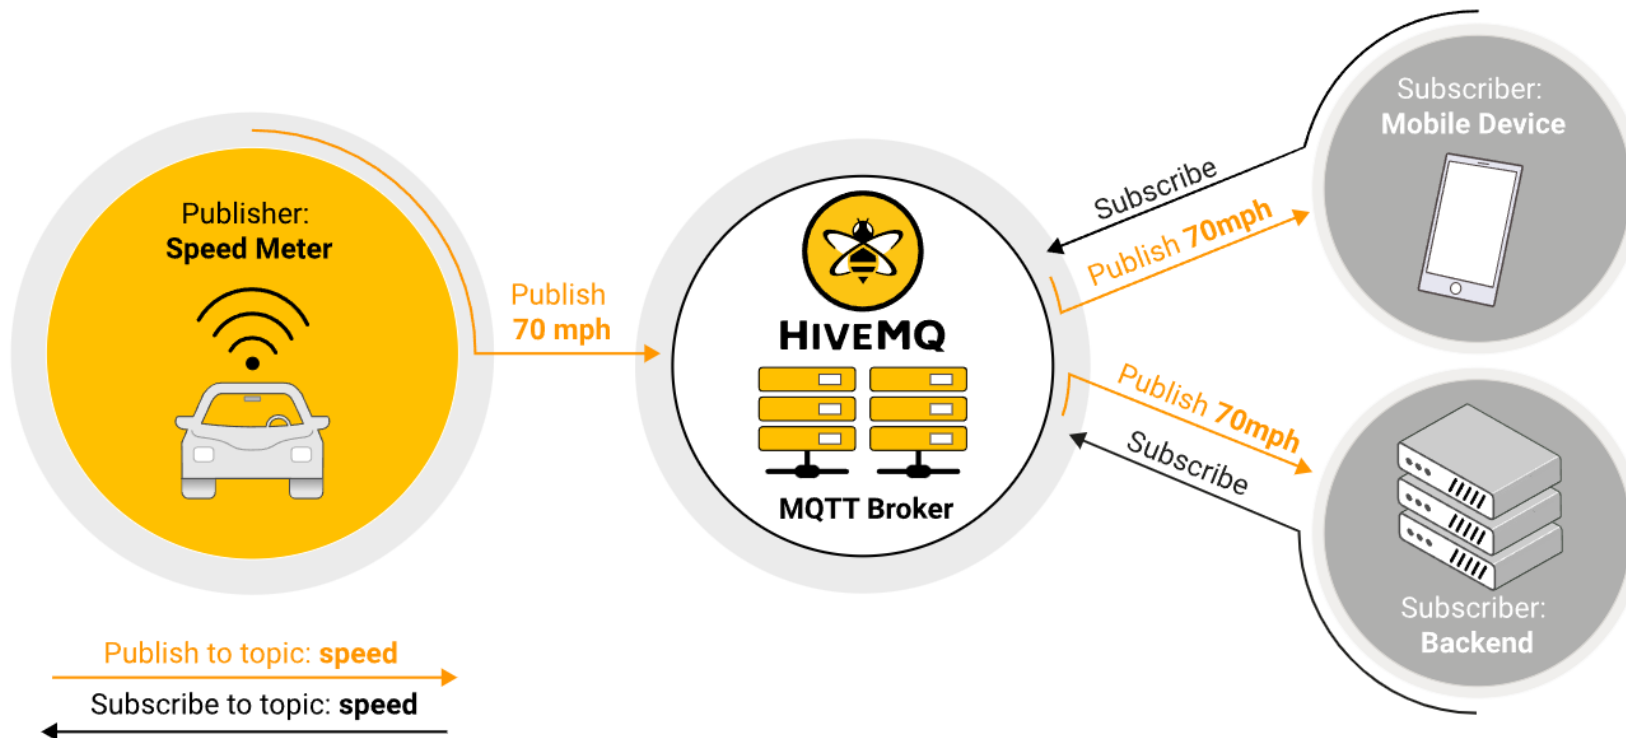 Publisher:
Speed Meter
Publish
70 mph
HIVEMQ
MQTT Broker
Subscribe
Publish 70mph
Publish 70mph
Subscribe
Subscriber:
Mobile Device
Subscriber:
Backend
Publish to topic: speed
Subscribe to topic: speed